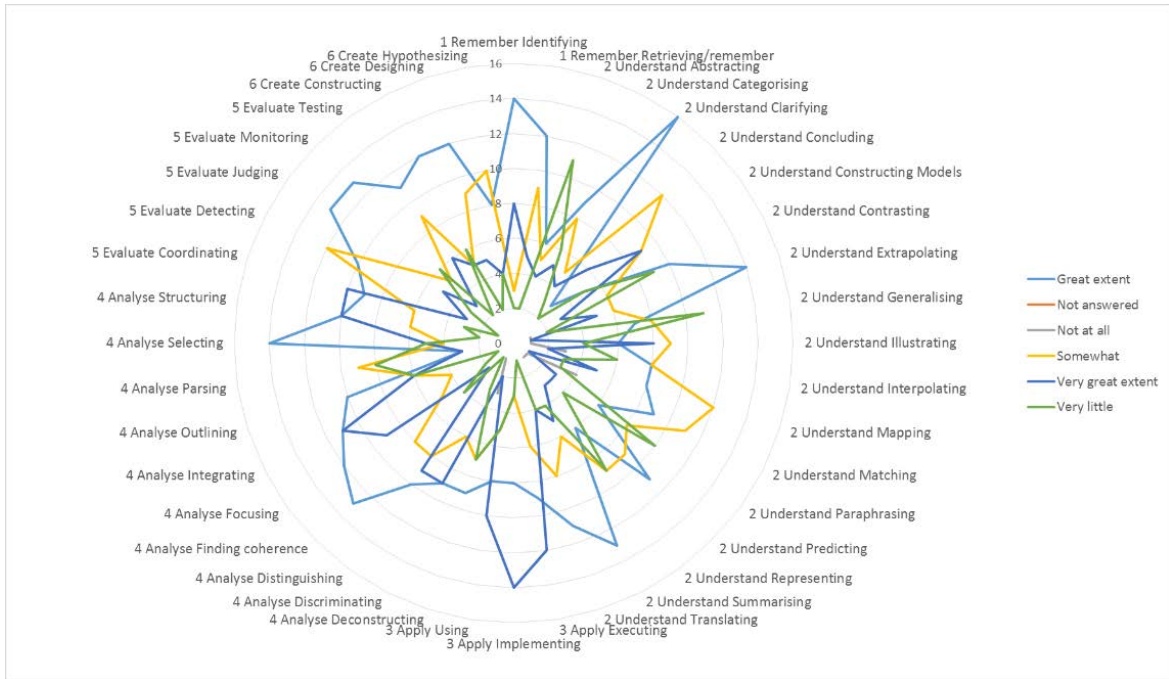 1 Remember Identifying
1 Remember Retrieving/remember
2 Understand Abstracting
2 Understand Categorising
2 Understand Clarifying
2 Understand Concluding
2 Understand Constructing Models
2 Understand Contrasting
2 Understand Extrapolating
2 Understand Generalising
2 Understand Illustrating
2 Understand Interpolating
2 Understand Mapping
2 Understand Matching
2 Understand Paraphrasing
2 Understand Predicting
2 Understand Representing
2 Understand Summarising
2 Understand Translating
3 Apply Executing
3 Apply Implementing
3 Apply Using
4 Analyse Deconstructing
4 Analyse Discriminating
4 Analyse Distinguishing
4 Analyse Finding coherence
4 Analyse Focusing
4 Analyse Integrating
4 Analyse Outlining
4 Analyse Parsing
4 Analyse Selecting
4 Analyse Structuring
5 Evaluate Coordinating
5 Evaluate Detecting
5 Evaluate Judging
5 Evaluate Monitoring
5 Evaluate Testing
6 Create Constructing
6 Create Designing
6 Create Hypothesizing
16
14
12
10
8
6
4
2
0
Great extent
Not answered
Not at all
Somewhat
Very great extent
Very little